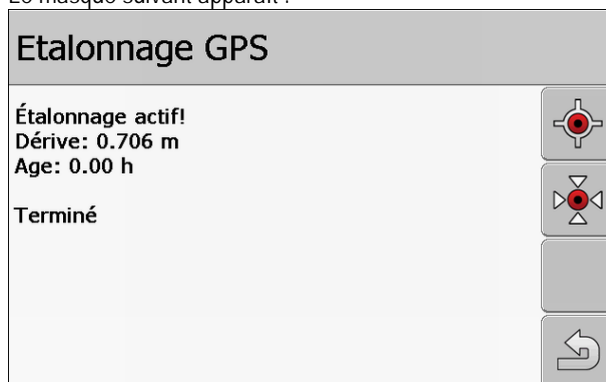 Le masque suivant apparaît :
Etalonnage GPS
Étalonnage actif!
Dérive: 0.706 m
Age: 0.00 h
Terminé